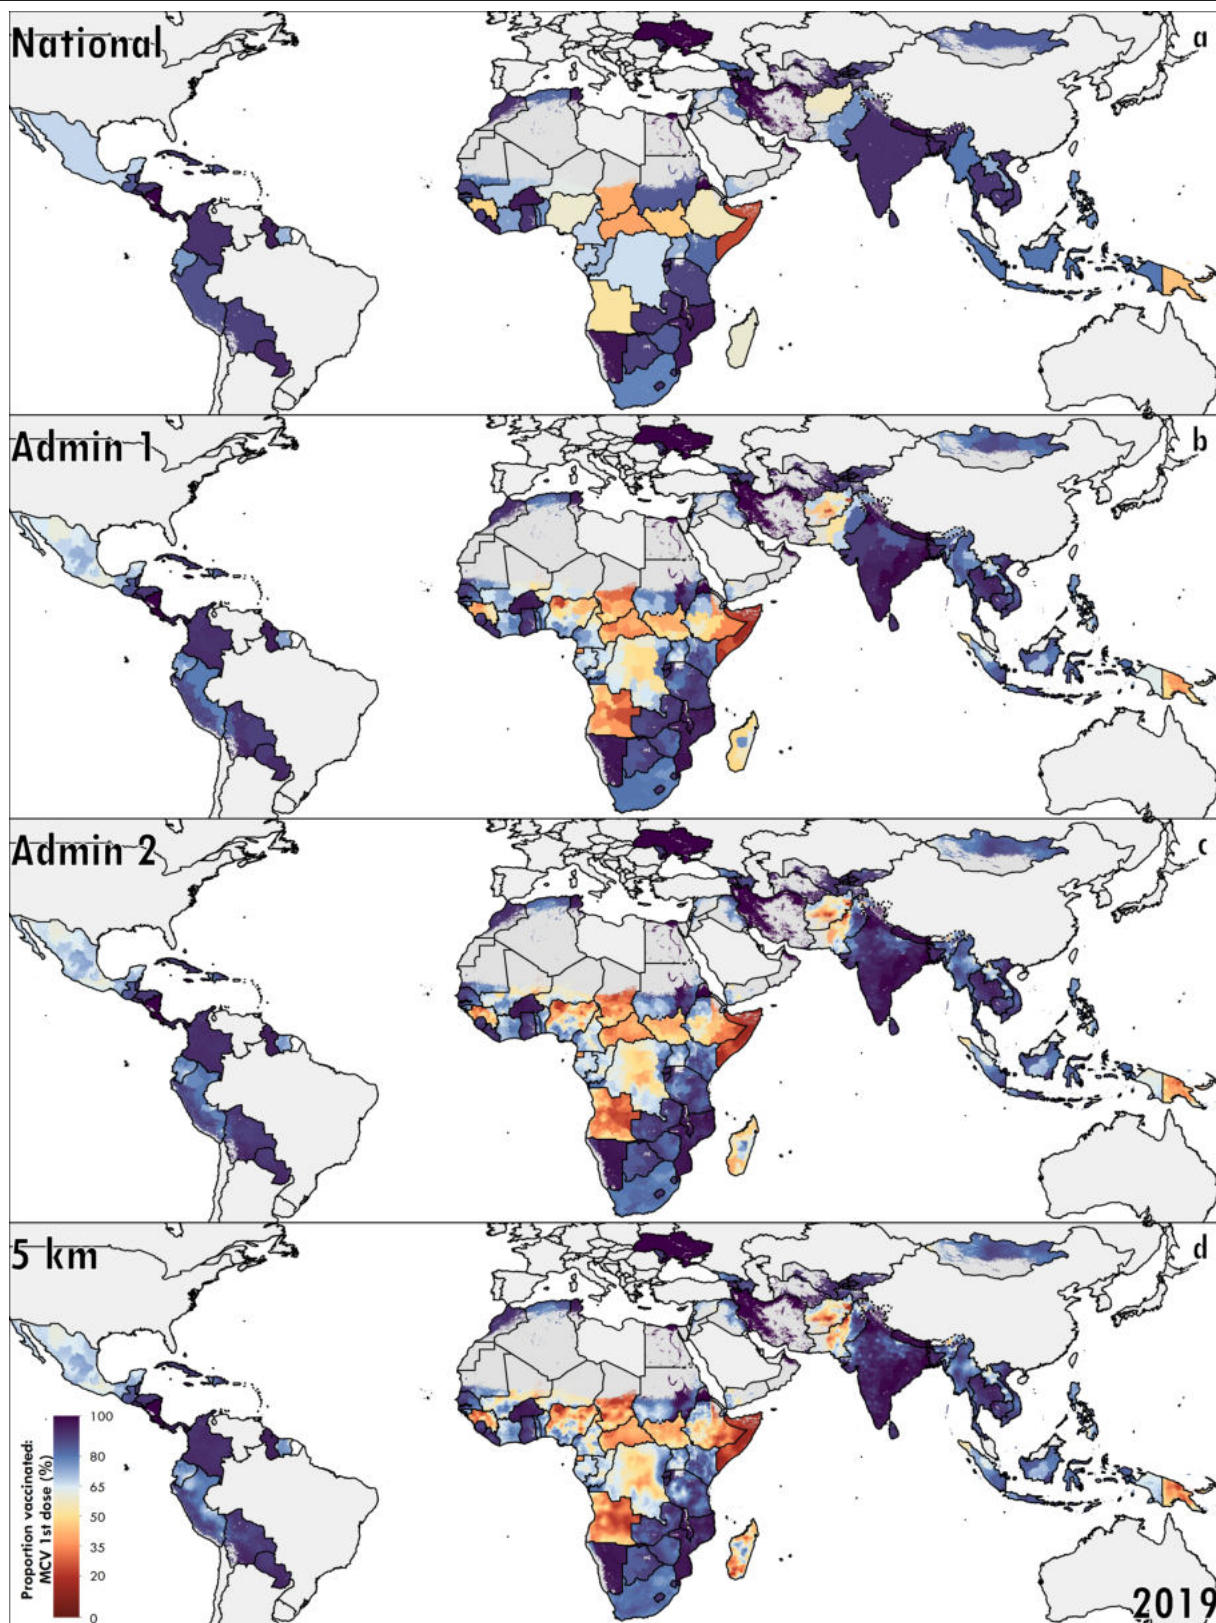 National
a
Admin 1
b
Admin 2
c
5 km
d
Proportion vaccinated:
MCV 1st dose (%)
100
80
65
50
35
20
0
2019